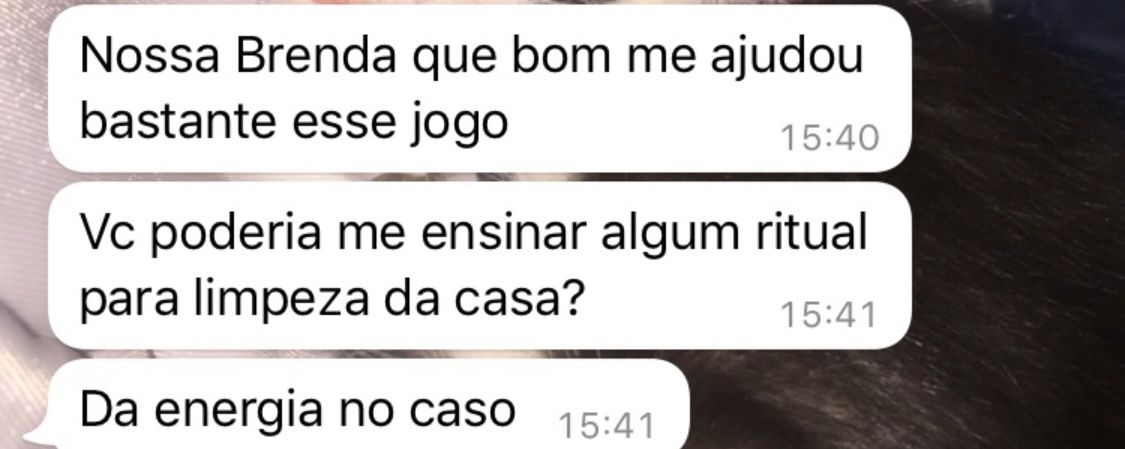 Nossa Brenda que bom me ajudou
bastante esse jogo
15:40
Vc poderia me ensinar algum ritual
para limpeza da casa?
15:41
Da energia no caso
15:41